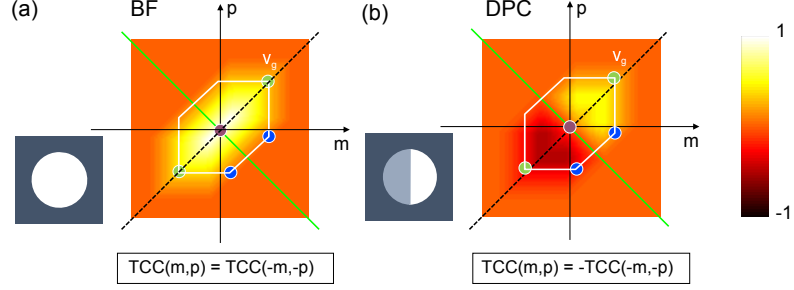 (a) BF p
V_g
m
TCC(m,p) = TCC(-m,-p)
(b) DPC p
V_g
m
TCC(m,p) = -TCC(-m,-p)
1
-1